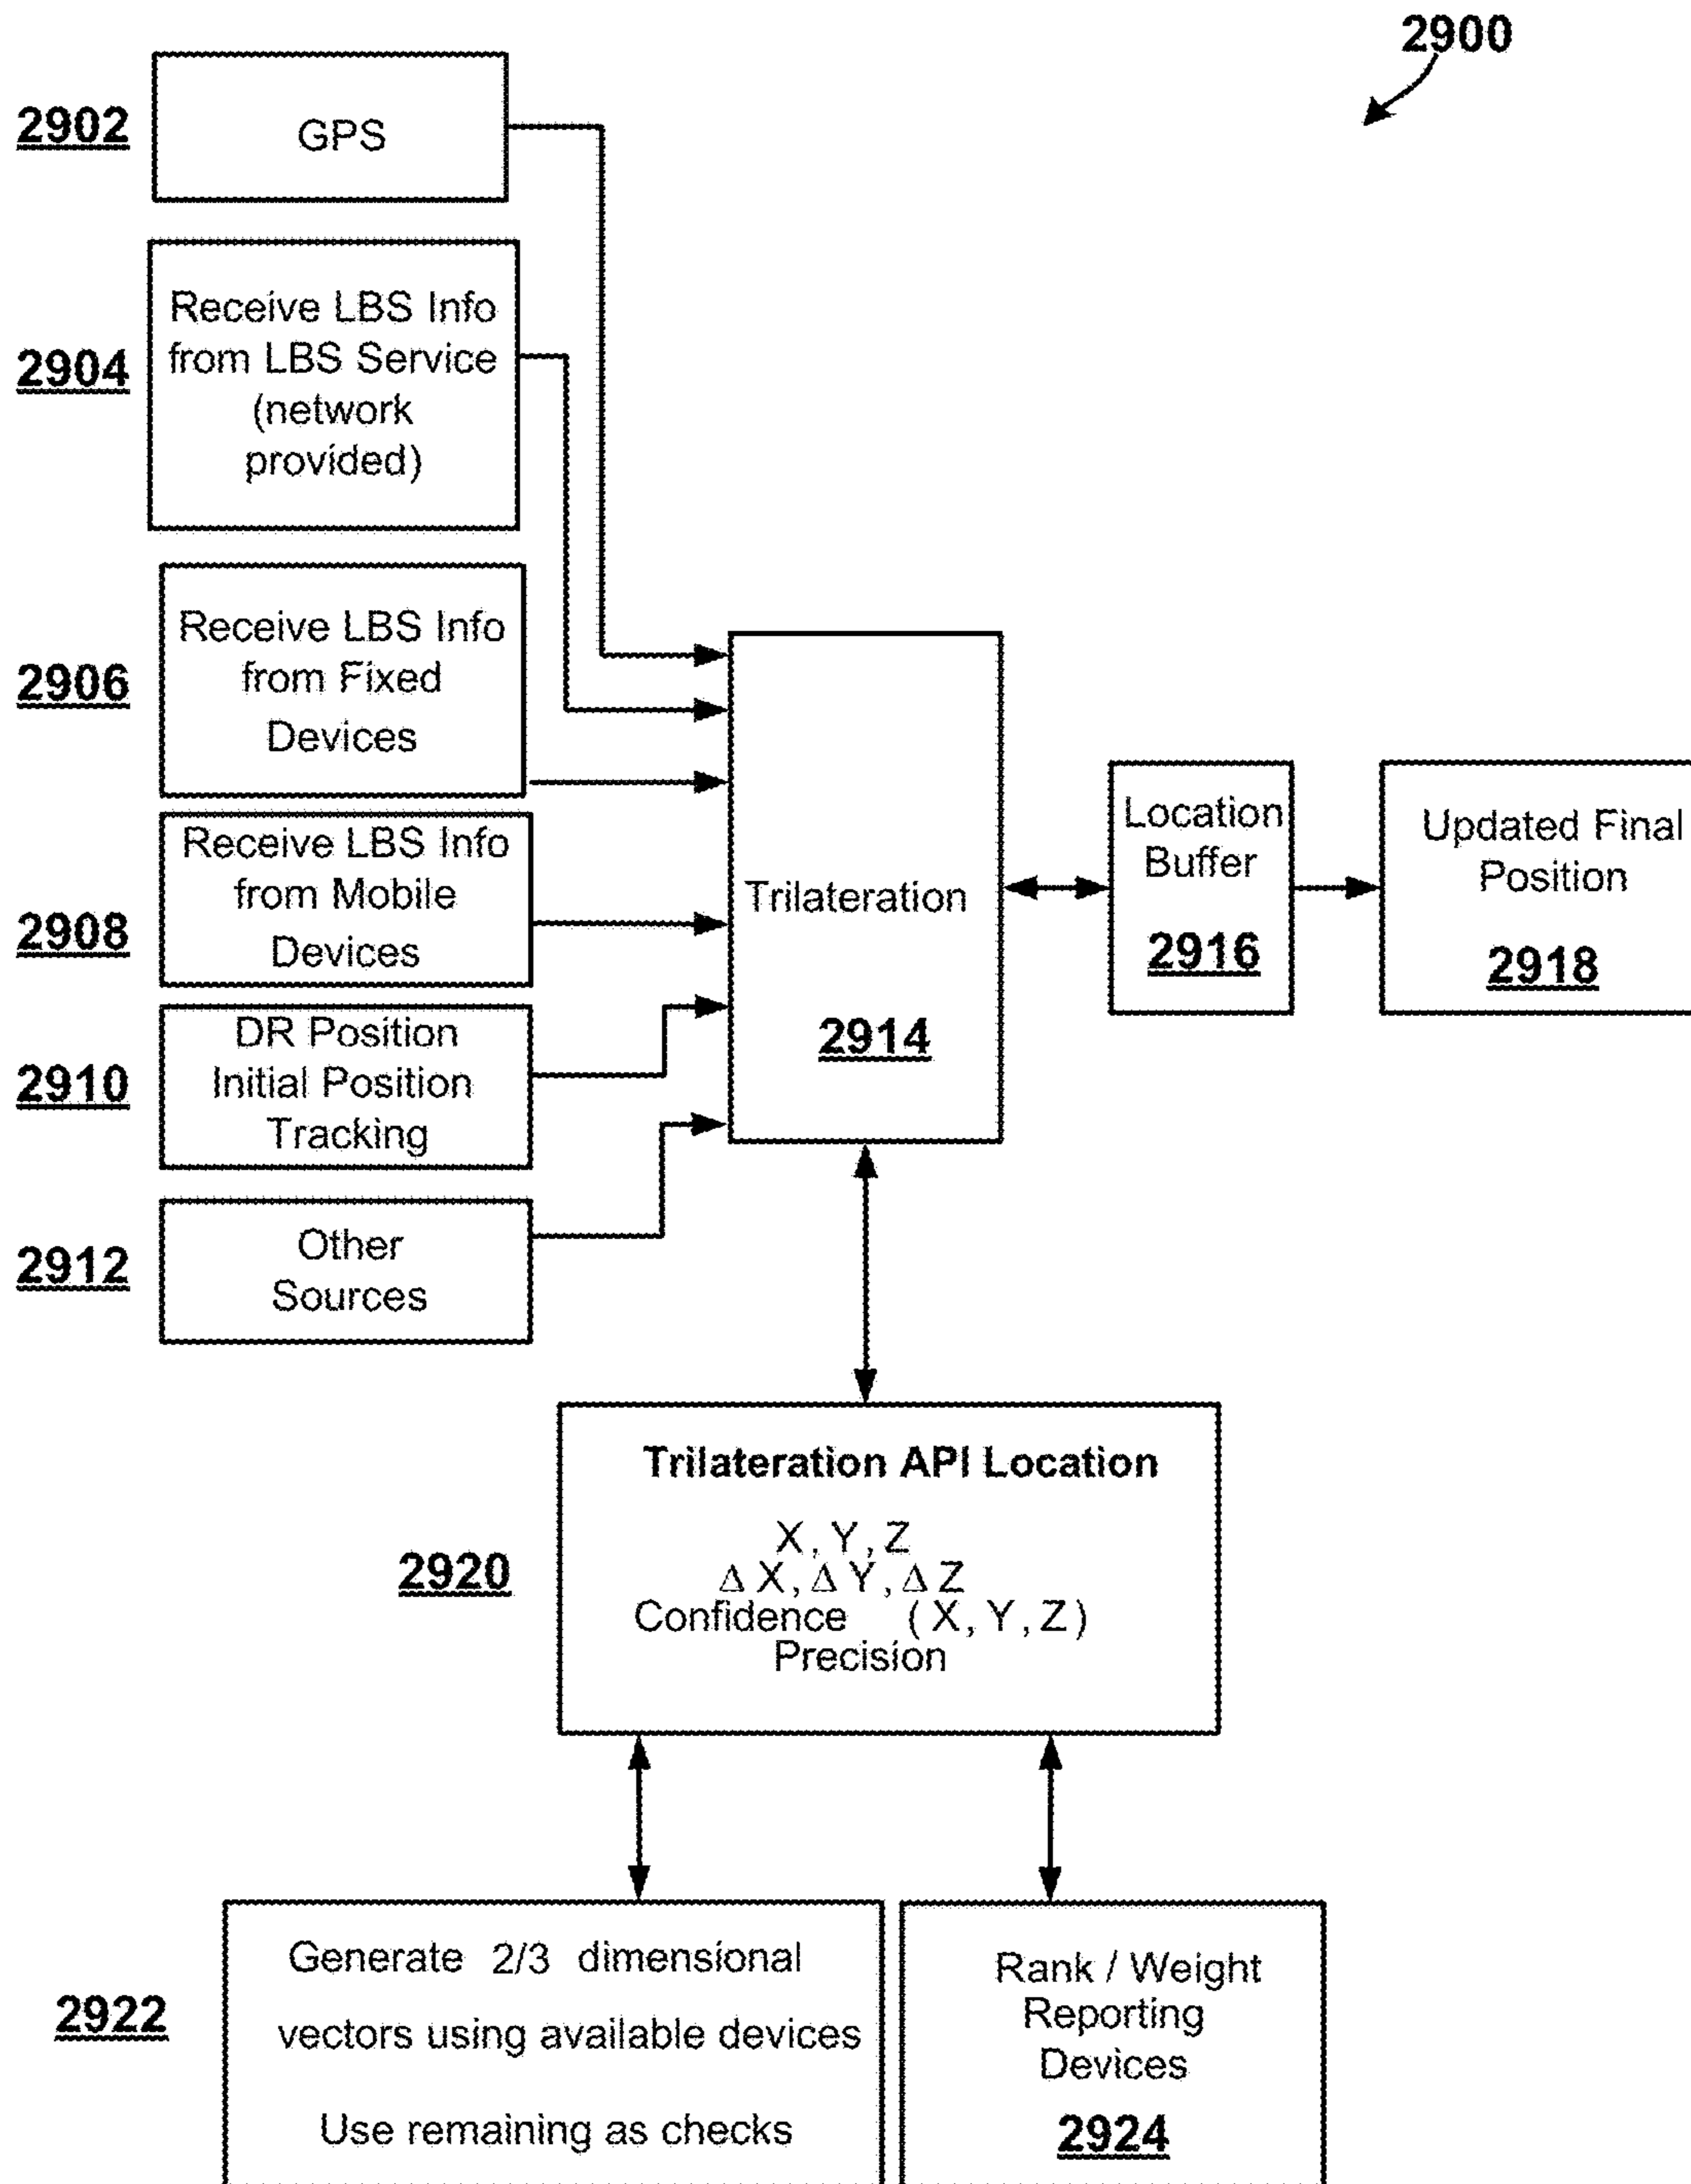 2900
2902
GPS
2904
Receive LBS Info
from LBS Service
(network
provided)
2906
Receive LBS Info
from Fixed
Devices
2908
Receive LBS Info
from Mobile
Devices
2910
DR Position
Initial Position
Tracking
2912
Other
Sources
Trilateration
2914
Location
Buffer
2916
Updated Final
Position
2918
2920
Trilateration API Location
X, Y, Z
Δ X, Δ Y, Δ Z
Confidence (X, Y, Z)
Precision
2922
Generate 2/3 dimensional
vectors using available devices
Use remaining as checks
Rank / Weight
Reporting
Devices
2924